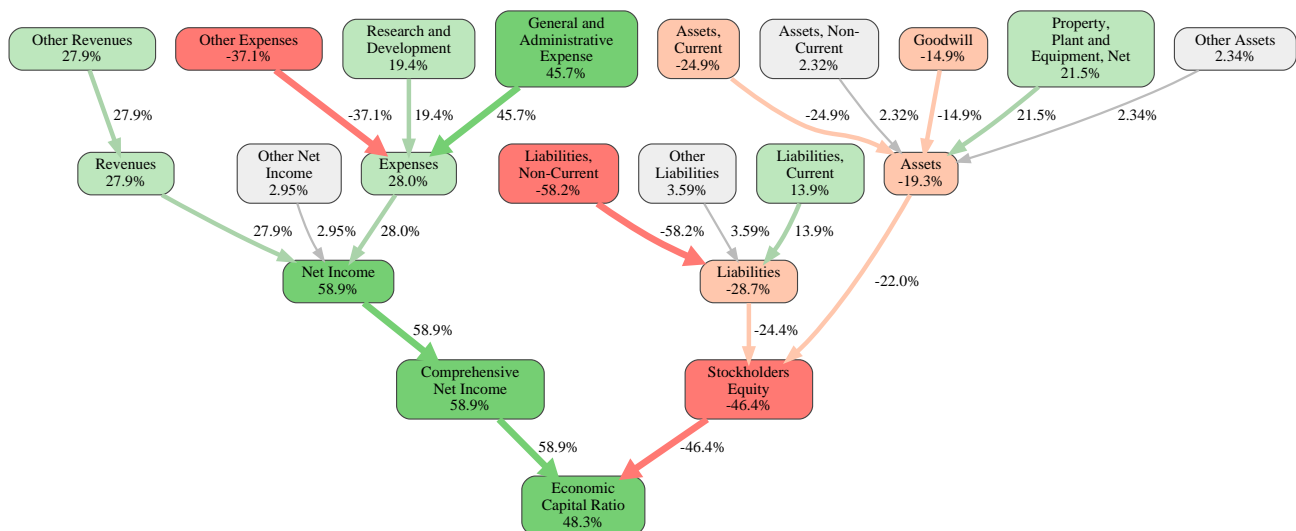 Other Revenues
27.9%
Other Expenses
-37.1%
Research and
Development
19.4%
General and
Administrative
Expense
45.7%
Assets,
Current
-24.9%
Assets, Non-
Current
2.32%
Goodwill
-14.9%
Property,
Plant and
Equipment, Net
21.5%
Other Assets
2.34%
27.9%
-37.1%
19.4%
45.7%
-24.9%
2.32%
-14.9%
21.5%
2.34%
Revenues
27.9%
Other Net
Income
2.95%
Expenses
28.0%
Liabilities,
Non-Current
-58.2%
Other
Liabilities
3.59%
Liabilities,
Current
13.9%
Assets
-19.3%
27.9%
2.95%
28.0%
-58.2%
3.59%
13.9%
-22.0%
Net Income
58.9%
Liabilities
-28.7%
58.9%
-24.4%
Comprehensive
Net Income
58.9%
Stockholders
Equity
-46.4%
58.9%
-46.4%
Economic
Capital Ratio
48.3%